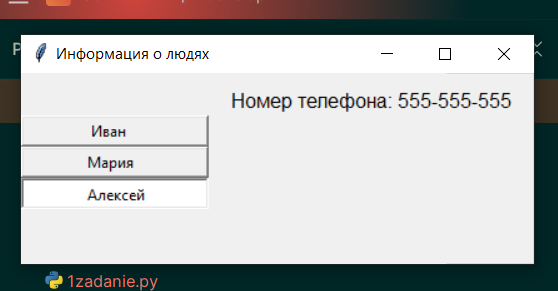 Информация о людях
Номер телефона: 555-555-555
Иван
Мария
Алексей
1zadanie.py